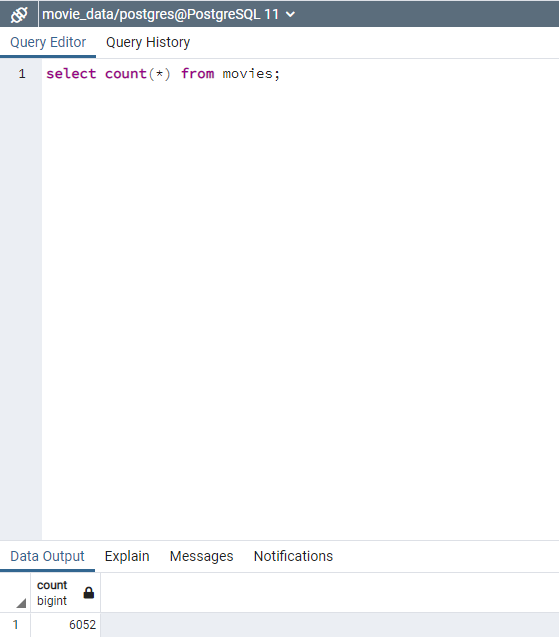 movie_data/postgres@PostgreSQL 11
Query Editor Query History
1 select count(*) from movies;
Data Output Explain Messages Notifications
count
bigint
1 6052